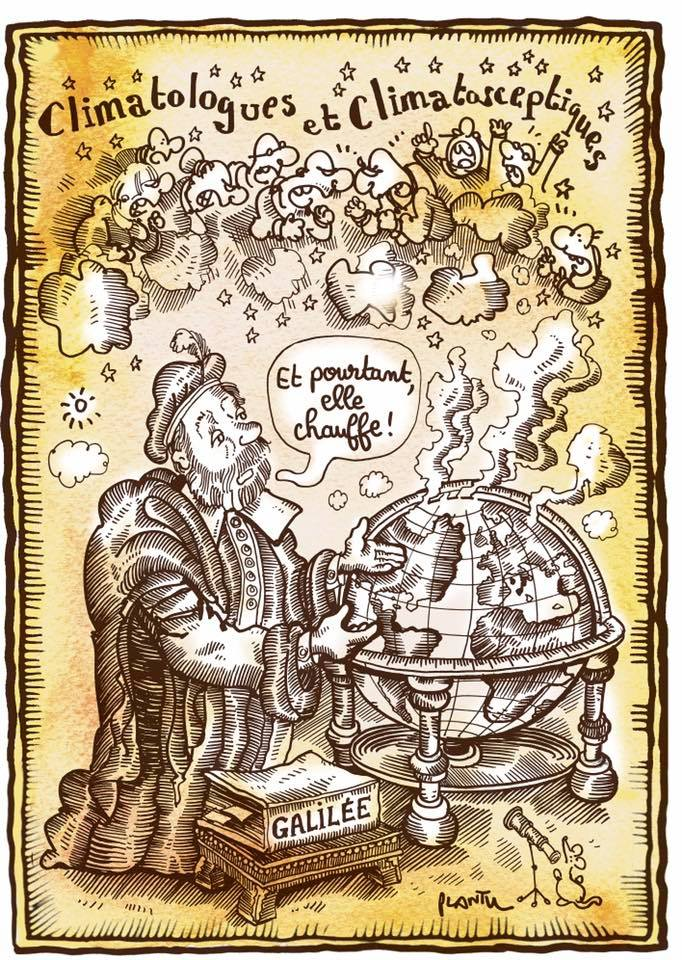 Climatologues et Climatosceptiques
Et pourtant,
elle
chauffe !
GALILÉE
PLANTU